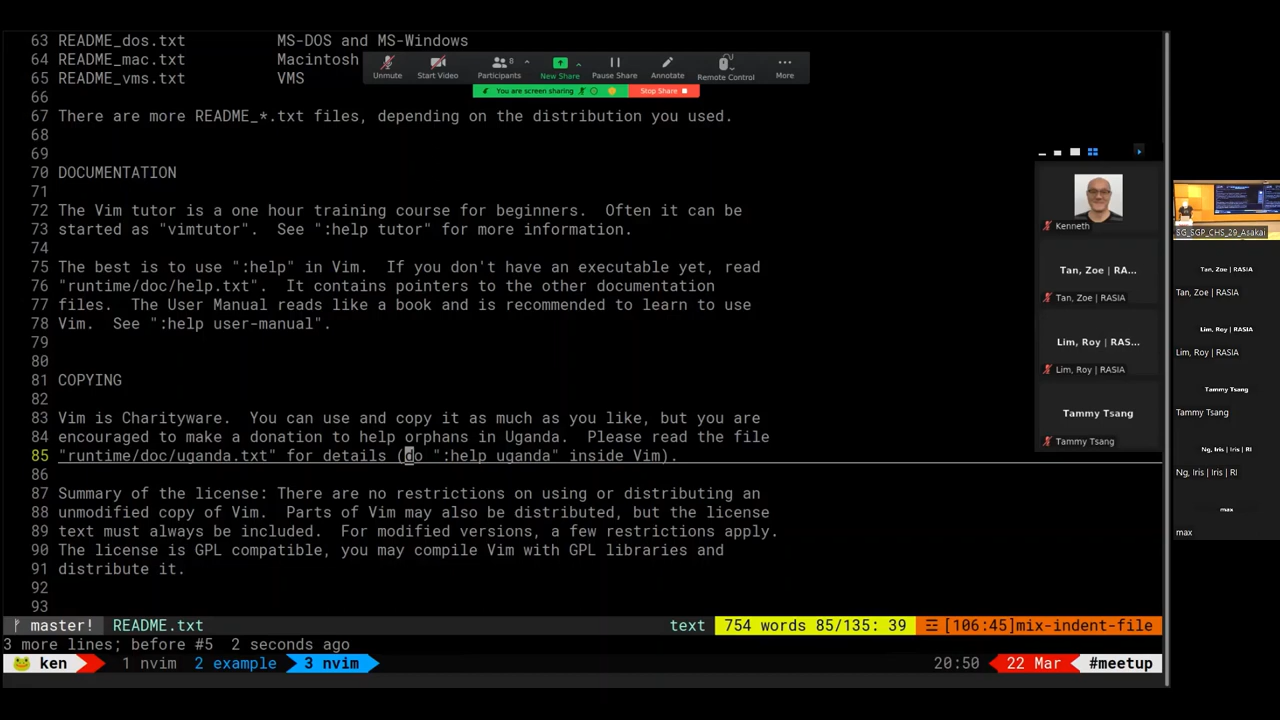 63 README_dos.txt MS-DOS and MS-Windows
64 README_mac.txt Macintosh
65 README_vms.txt VMS
66
67 There are more README_*.txt files, depending on the distribution you used.
68
69
70 DOCUMENTATION
71
72 The Vim tutor is a one hour training course for beginners. Often it can be
73 started as "vimtutor". See ":help tutor" for more information.
74
75 The best is to use ":help" in Vim. If you don't have an executable yet, read
76 "runtime/doc/help.txt". It contains pointers to the other documentation
77 files. The User Manual reads like a book and is recommended to learn to use
78 Vim. See ":help user-manual".
79
80
81 COPYING
82
83 Vim is Charityware. You can use and copy it as much as you like, but you are
84 encouraged to make a donation to help orphans in Uganda. Please read the file
85 "runtime/doc/uganda.txt" for details (do ":help uganda" inside Vim).
86
87 Summary of the license: There are no restrictions on using or distributing an
88 unmodified copy of Vim. Parts of Vim may also be distributed, but the license
89 text must always be included. For modified versions, a few restrictions apply.
90 The license is GPL compatible, you may compile Vim with GPL libraries and
91 distribute it.
92
93
master! README.txt text 754 words 85/135: 39 ☲ [106:45]mix-indent-file
3 more lines; before #5 2 seconds ago
ken 1 nvim 2 example 3 nvim 20:50 22 Mar #meetup
Unmute Start Video Participants 8 New Share Pause Share Annotate Remote Control More
You are screen sharing Stop Share
Kenneth
Tan, Zoe | RA...
Tan, Zoe | RASIA
Lim, Roy | RAS...
Lim, Roy | RASIA
Tammy Tsang
Tammy Tsang
SG_SGP_CHS_29_Asakai
Tan, Zoe | RASIA
Tan, Zoe | RASIA
Lim, Roy | RASIA
Lim, Roy | RASIA
Tammy Tsang
Tammy Tsang
Ng, Iris | Iris | RI
Ng, Iris | Iris | RI
max
max